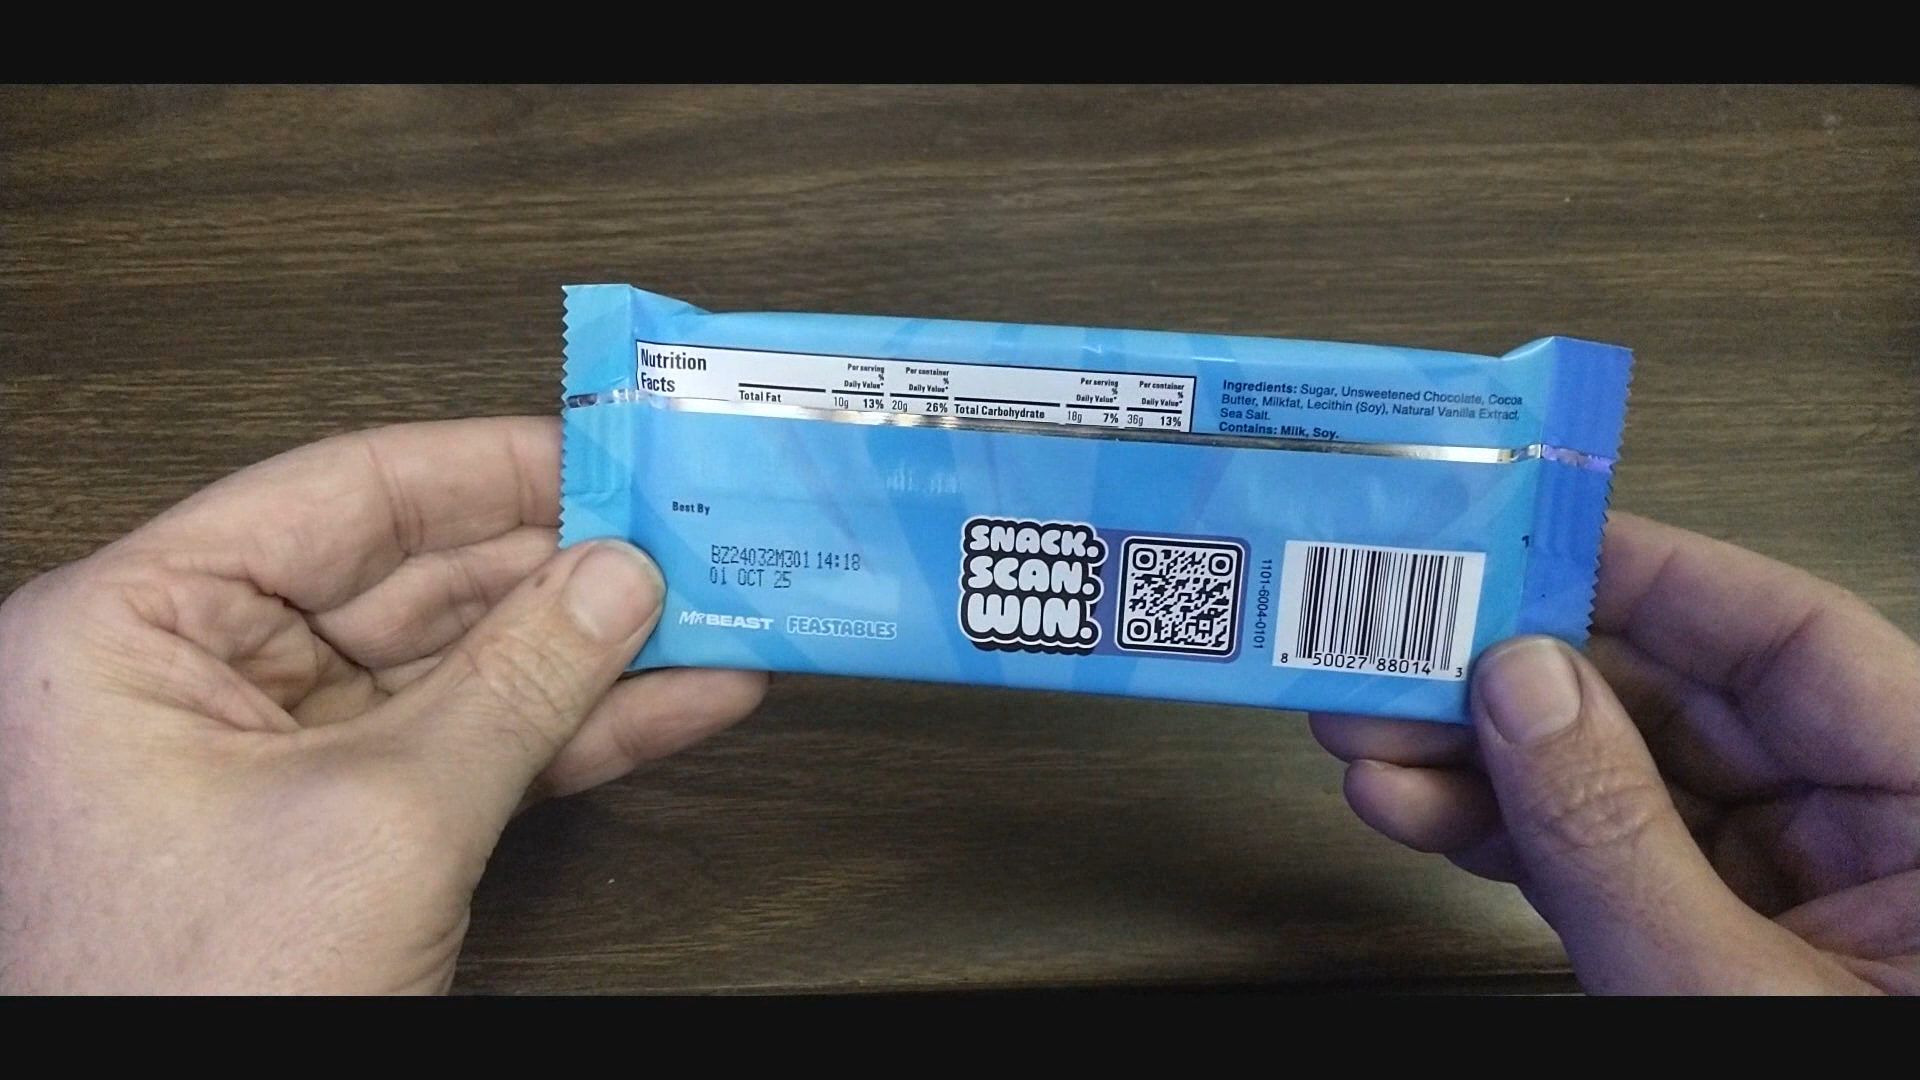 Nutrition
Facts
Per serving
%
Daily Value*
Per container
%
Daily Value*
Total Fat
10g 13% 20g 26%
Per serving
%
Daily Value*
Per container
%
Daily Value*
Total Carbohydrate
18g 7% 36g 13%
Ingredients: Sugar, Unsweetened Chocolate, Cocoa
Butter, Milkfat, Lecithin (Soy), Natural Vanilla Extract,
Sea Salt.
Contains: Milk, Soy.
Best By
BZ24032M301 14:18
01 OCT 25
MRBEAST FEASTABLES
SNACK.
SCAN.
WIN.
1101-6004-0101
8 50027 88014 3